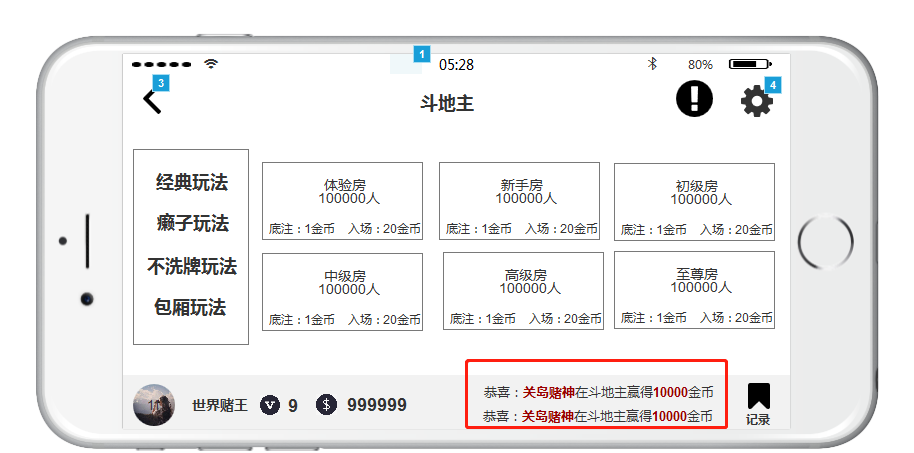 1
05:28
80%
3
斗地主
4
经典玩法
癞子玩法
不洗牌玩法
包厢玩法
体验房
100000人
底注：1金币 入场：20金币
新手房
100000人
底注：1金币 入场：20金币
初级房
100000人
底注：1金币 入场：20金币
中级房
100000人
底注：1金币 入场：20金币
高级房
100000人
底注：1金币 入场：20金币
至尊房
100000人
底注：1金币 入场：20金币
世界赌王 V 9 $ 999999
恭喜：关岛赌神在斗地主赢得10000金币
恭喜：关岛赌神在斗地主赢得10000金币
记录